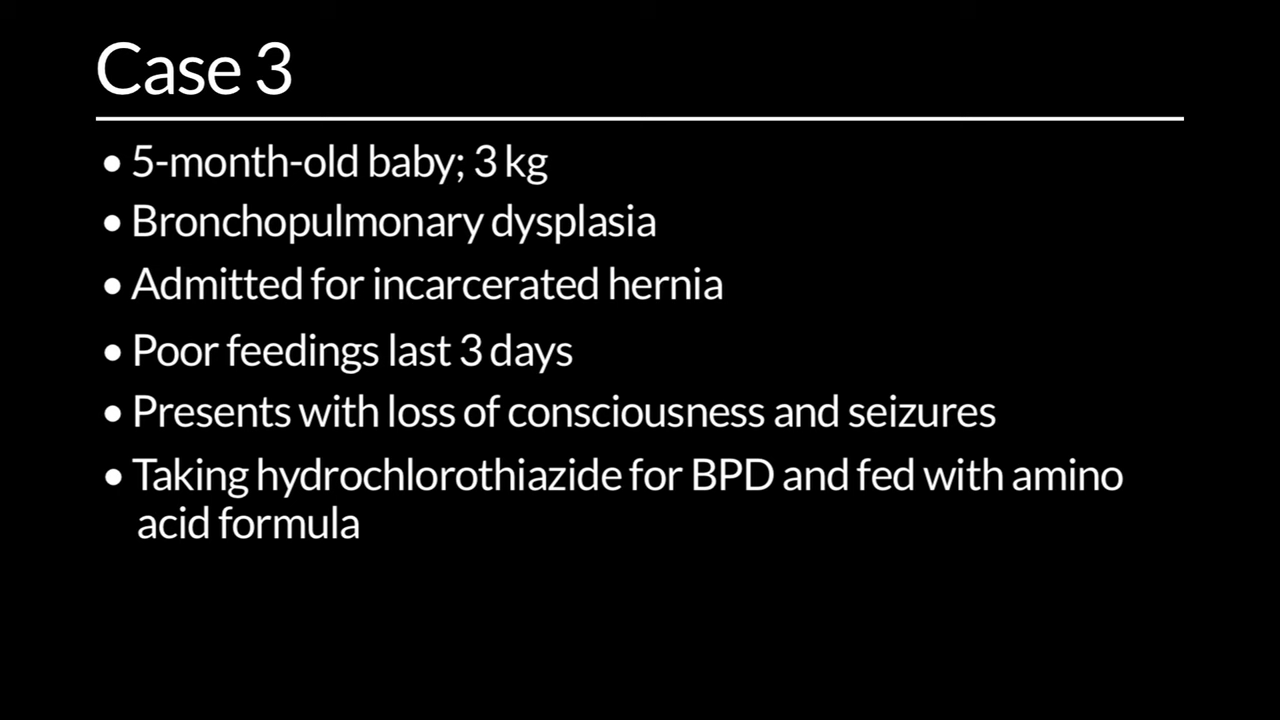 Case 3
• 5-month-old baby; 3 kg
• Bronchopulmonary dysplasia
• Admitted for incarcerated hernia
• Poor feedings last 3 days
• Presents with loss of consciousness and seizures
• Taking hydrochlorothiazide for BPD and fed with amino
acid formula